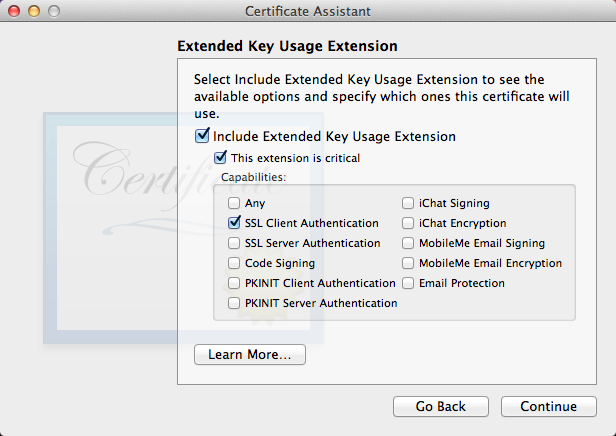 Certificate Assistant
Extended Key Usage Extension
Select Include Extended Key Usage Extension to see the
available options and specify which ones this certificate will
use.
Include Extended Key Usage Extension
This extension is critical
Certificate
Capabilities:
Any
SSL Client Authentication
SSL Server Authentication
Code Signing
PKINIT Client Authentication
PKINIT Server Authentication
iChat Signing
iChat Encryption
MobileMe Email Signing
MobileMe Email Encryption
Email Protection
Learn More...
Go Back
Continue